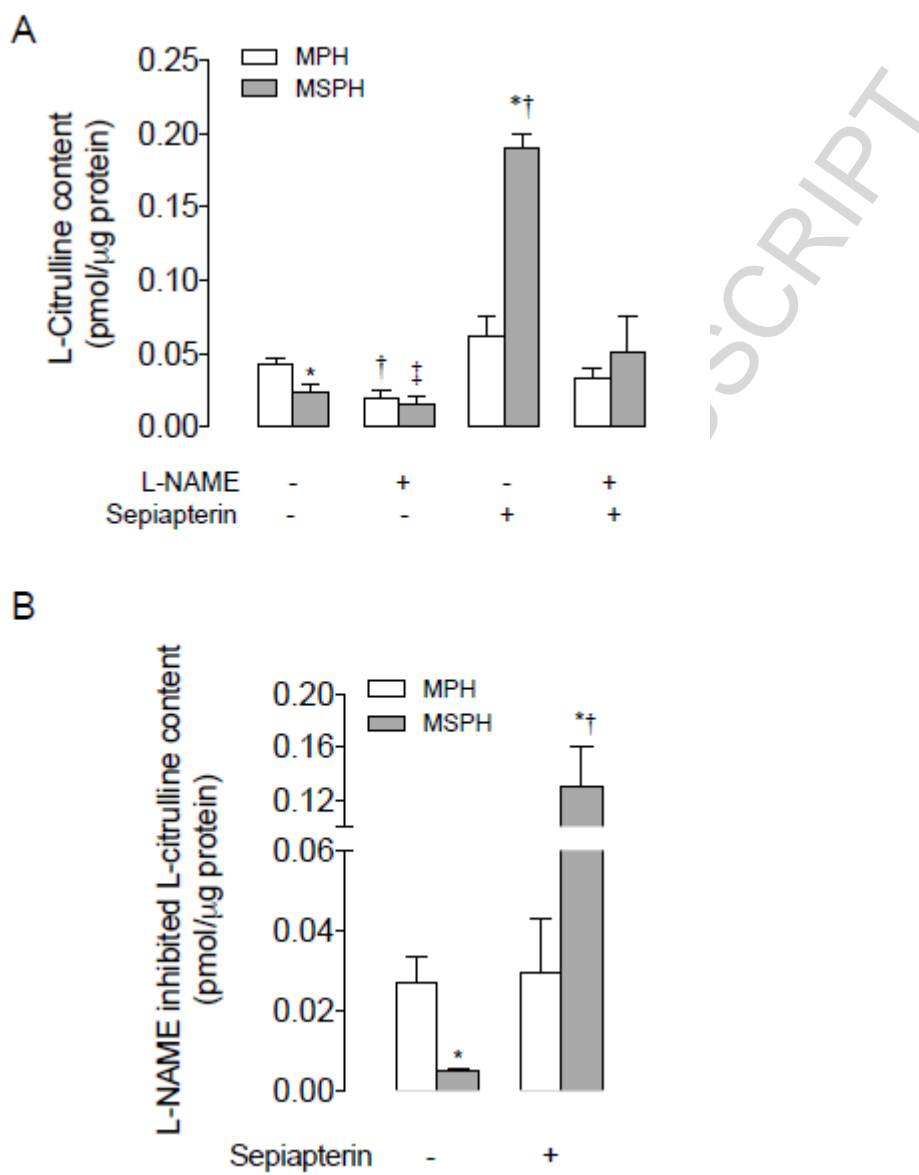 A
0.25
0.20
0.15
0.10
0.05
0.00
L-Citrulline content
(pmol/µg protein)
MPH
MSPH
*
†
‡
*†
L-NAME - + - +
Sepiapterin - - + +
SCRIPT
B
0.20
0.16
0.12
0.06
0.04
0.02
0.00
L-NAME inhibited L-citrulline content
(pmol/µg protein)
MPH
MSPH
*
*†
Sepiapterin - +